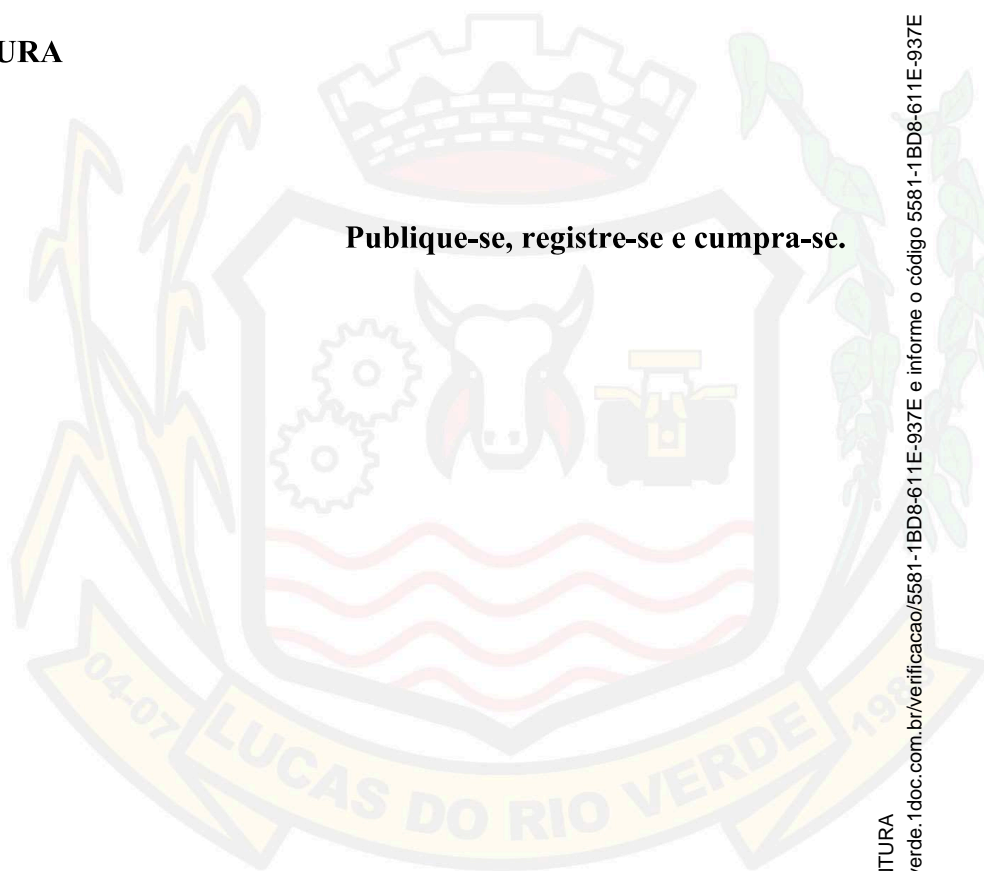 URA
Publique-se, registre-se e cumpra-se.
04-07
LUCAS DO RIO VERDE
ITURA
verde.1doc.com.br/verificacao/5581-1BD8-611E-937E e informe o código 5581-1BD8-611E-937E